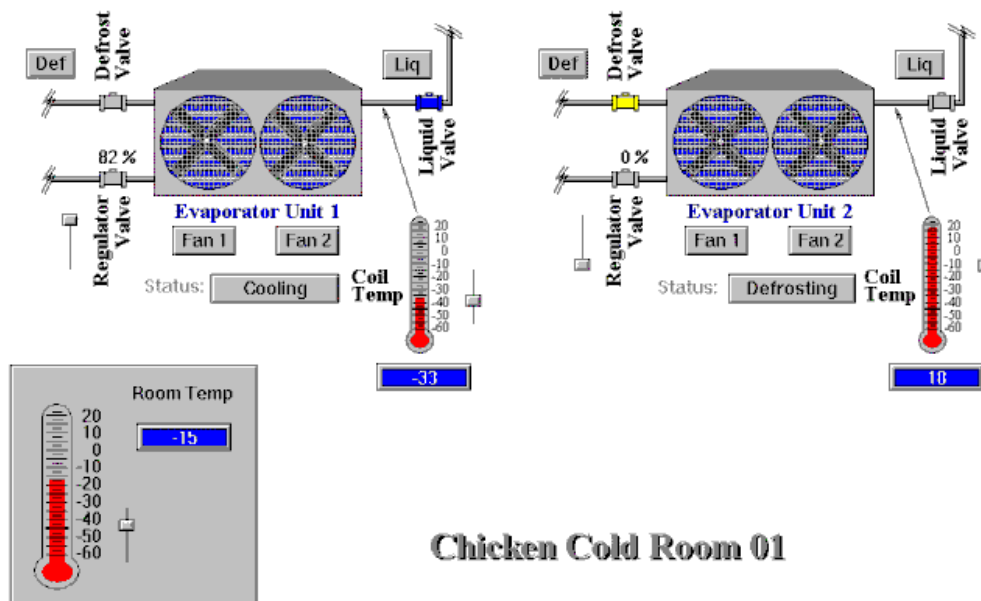 Def
Defrost Valve
Liq
Liquid Valve
82 %
Regulator Valve
Evaporator Unit 1
Fan 1
Fan 2
Status:
Cooling
Coil Temp
20
10
0
-10
-20
-30
-40
-50
-60
-33
Def
Defrost Valve
Liq
Liquid Valve
0 %
Regulator Valve
Evaporator Unit 2
Fan 1
Fan 2
Status:
Defrosting
Coil Temp
20
10
0
-10
-20
-30
-40
-50
-60
18
Room Temp
-15
20
10
0
-10
-20
-30
-40
-50
-60
Chicken Cold Room 01